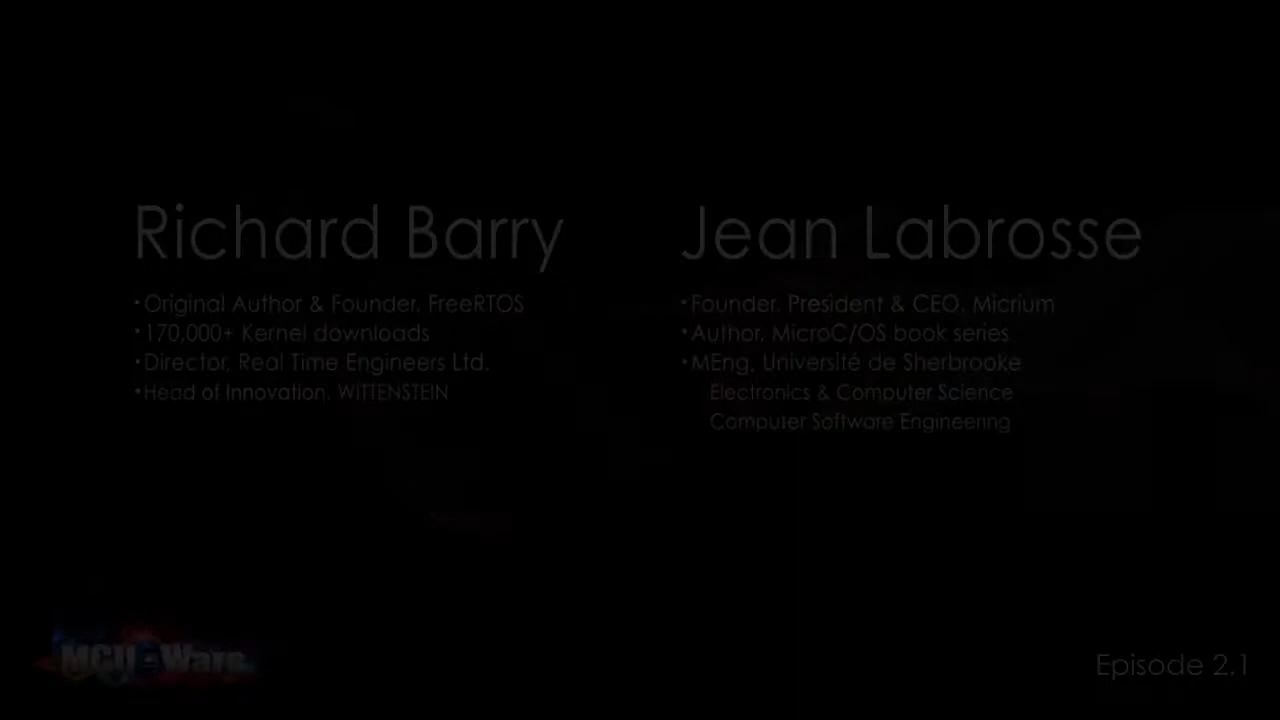 Richard Barry
• Original Author & Founder, FreeRTOS
• 170,000+ Kernel downloads
• Director, Real Time Engineers Ltd.
• Head of Innovation, WITTENSTEIN
Jean Labrosse
• Founder, President & CEO, Micrium
• Author, MicroC/OS book series
• MEng, Université de Sherbrooke
Electronics & Computer Science
Computer Software Engineering
Episode 2.1